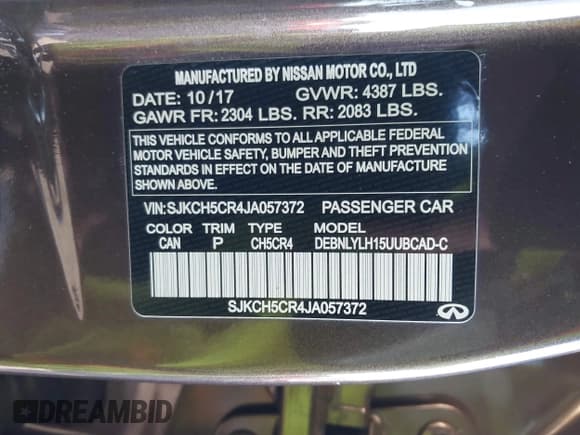 MANUFACTURED BY NISSAN MOTOR CO., LTD
DATE: 10/17 GVWR: 4387 LBS.
GAWR FR: 2304 LBS. RR: 2083 LBS.
THIS VEHICLE CONFORMS TO ALL APPLICABLE FEDERAL
MOTOR VEHICLE SAFETY, BUMPER AND THEFT PREVENTION
STANDARDS IN EFFECT ON THE DATE OF MANUFACTURE
SHOWN ABOVE.
VIN:SJKCH5CR4JA057372 PASSENGER CAR
COLOR TRIM TYPE MODEL
CAN P CH5CR4 DEBNLYLH15UUBCAD-C
SJKCH5CR4JA057372
DREAMBID